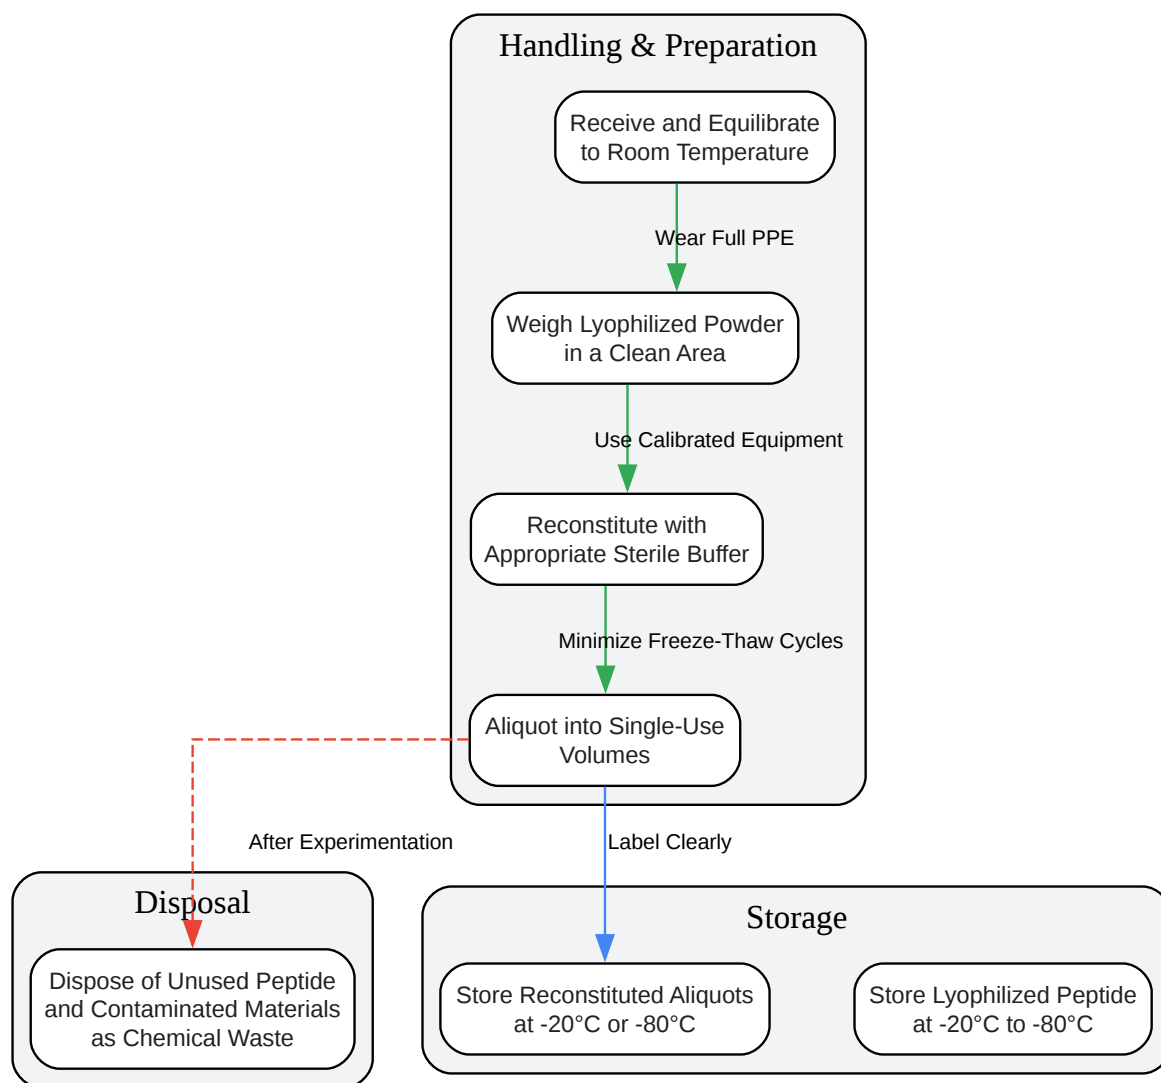 Handling & Preparation
Receive and Equilibrate
to Room Temperature
Wear Full PPE
Weigh Lyophilized Powder
in a Clean Area
Use Calibrated Equipment
Reconstitute with
Appropriate Sterile Buffer
Minimize Freeze-Thaw Cycles
Aliquot into Single-Use
Volumes
After Experimentation
Label Clearly
Disposal
Dispose of Unused Peptide
and Contaminated Materials
as Chemical Waste
Storage
Store Reconstituted Aliquots
at -20°C or -80°C
Store Lyophilized Peptide
at -20°C to -80°C